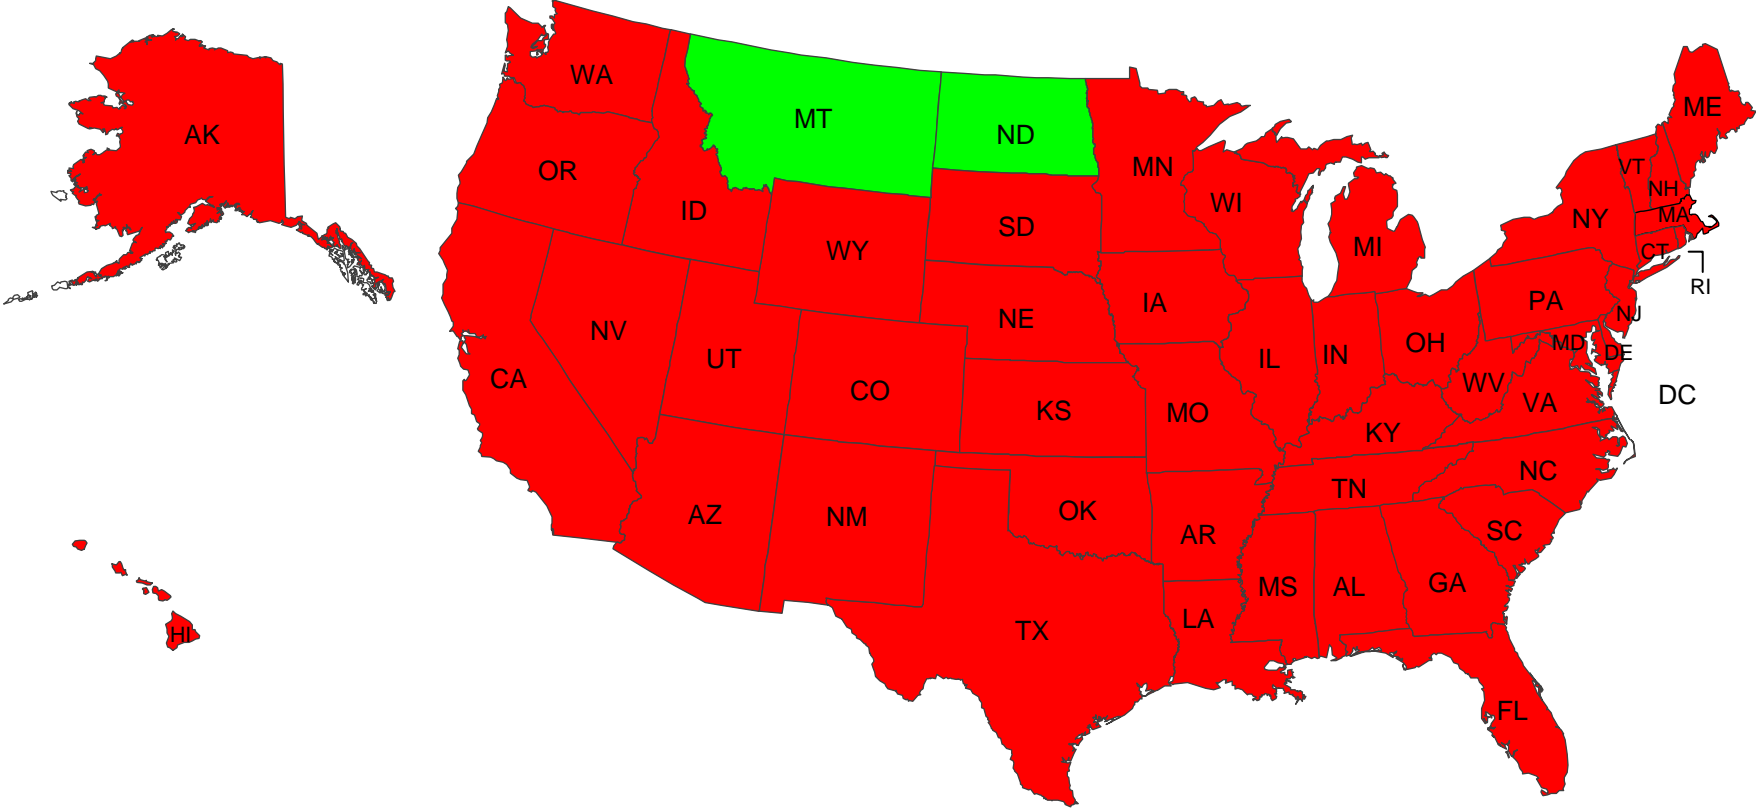 WA
MT
ND
MN
ME
AK
OR
ID
WY
SD
WI
MI
NY
VT
NH
MA
CT
RI
NV
UT
CA
CO
NE
IA
IL
IN
OH
PA
NJ
MD
DE
DC
WV
VA
KS
MO
KY
NC
TN
AZ
NM
OK
AR
SC
MS
AL
GA
LA
TX
HI
FL